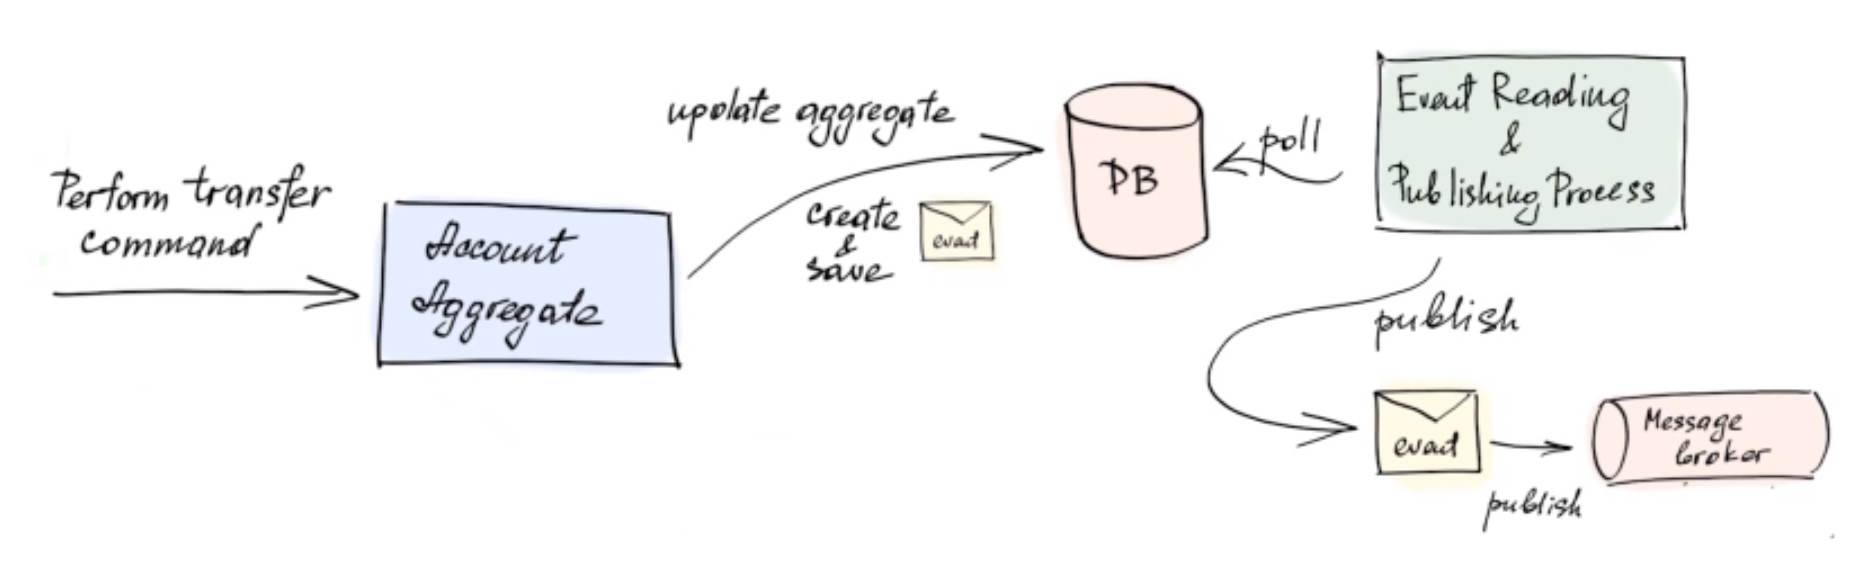 Perform transfer
command
Account
Aggregate
update aggregate
create
&
save
event
DB
poll
Event Reading
&
Publishing Process
publish
event
publish
Message
broker